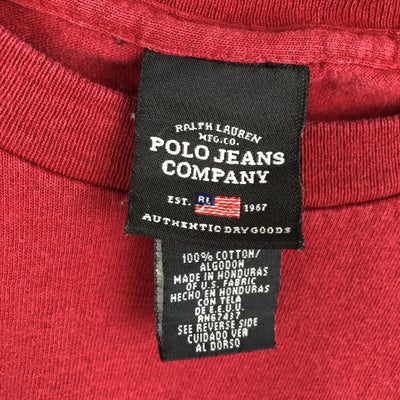 RALPH LAUREN
MFG.CO.
POLO JEANS
COMPANY
EST. RL 1967
AUTHENTIC DRY GOODS
100% COTTON/
ALGODON
MADE IN HONDURAS
OF U.S. FABRIC
HECHO EN HONDURAS
CON TELA
DE E.E.U.U.
RN67437
SEE REVERSE SIDE
CUIDADO VER
AL DORSO